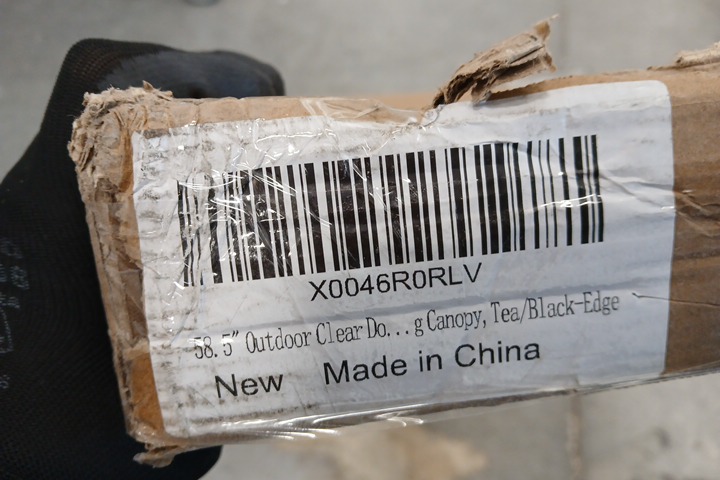 X0046R0RLV
58.5" Outdoor Clear Do...g Canopy, Tea/Black-Edge
New Made in China